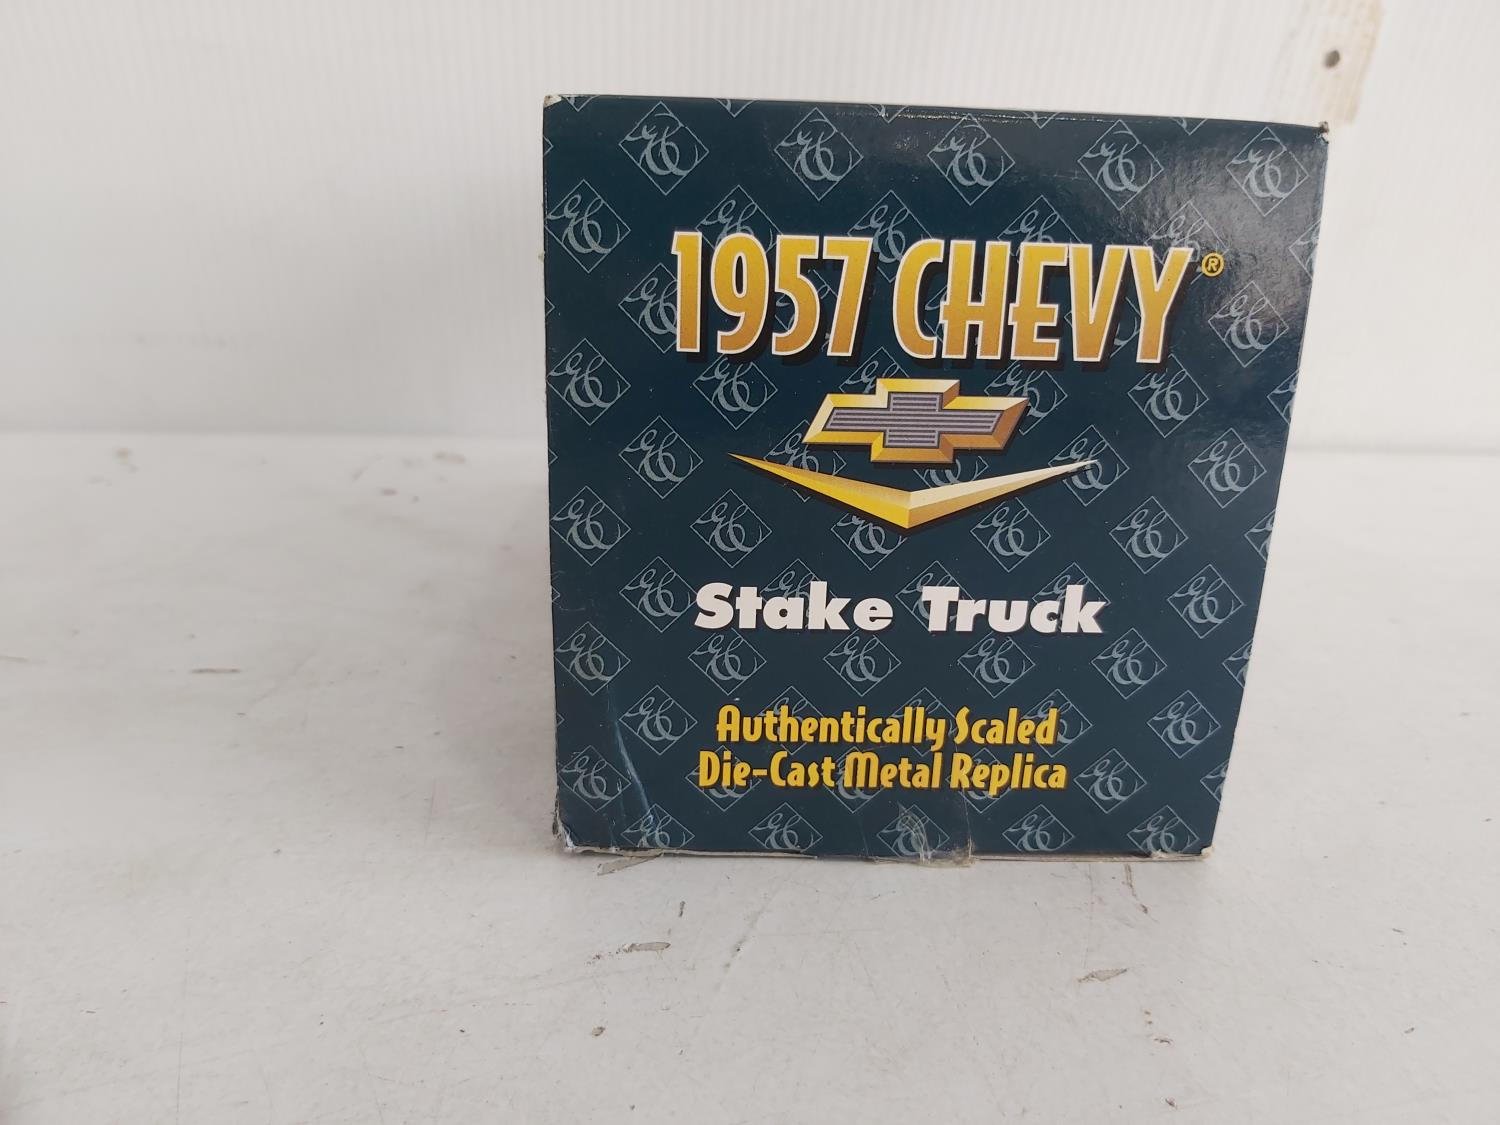 1957 CHEVY®
Stake Truck
Authentically Scaled
Die-Cast Metal Replica